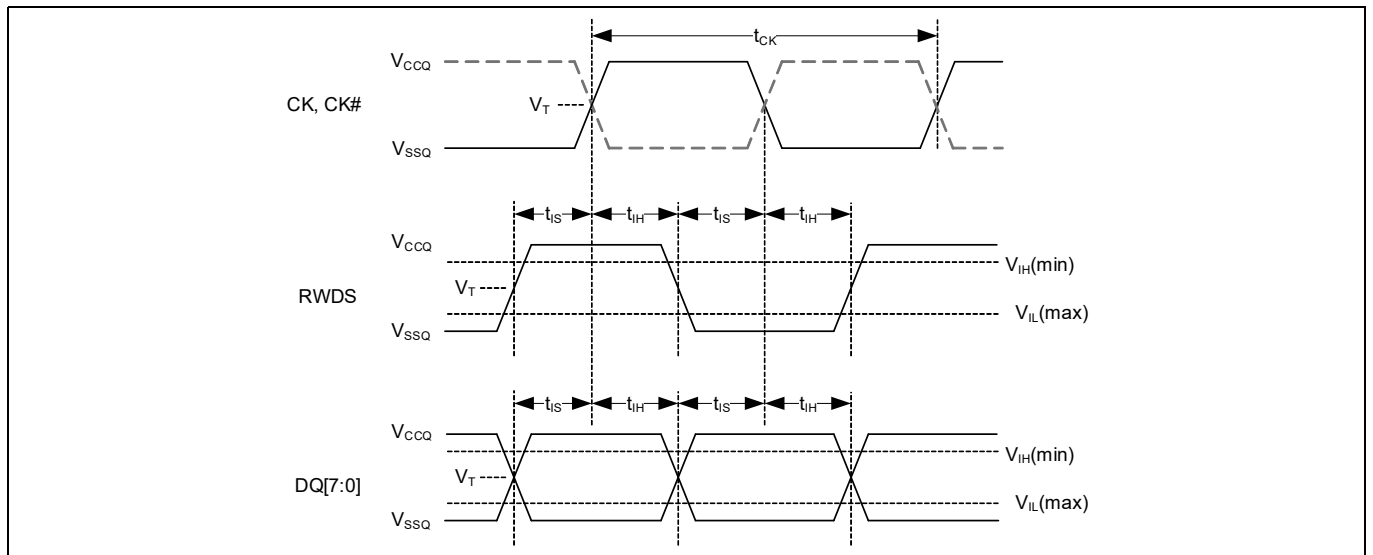 tCK
VCCQ
CK, CK#
VT
VSSQ
tIS tIH tIS tIH
VCCQ
VIH(min)
RWDS
VT
VIL(max)
VSSQ
tIS tIH tIS tIH
VCCQ
VIH(min)
VT
DQ[7:0]
VIL(max)
VSSQ